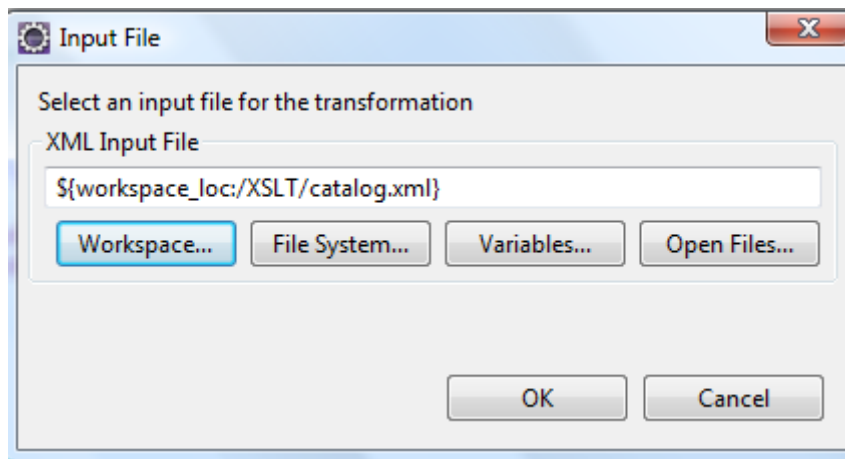 Input File
Select an input file for the transformation
XML Input File
${workspace_loc:/XSLT/catalog.xml}
Workspace... File System... Variables... Open Files...
OK Cancel